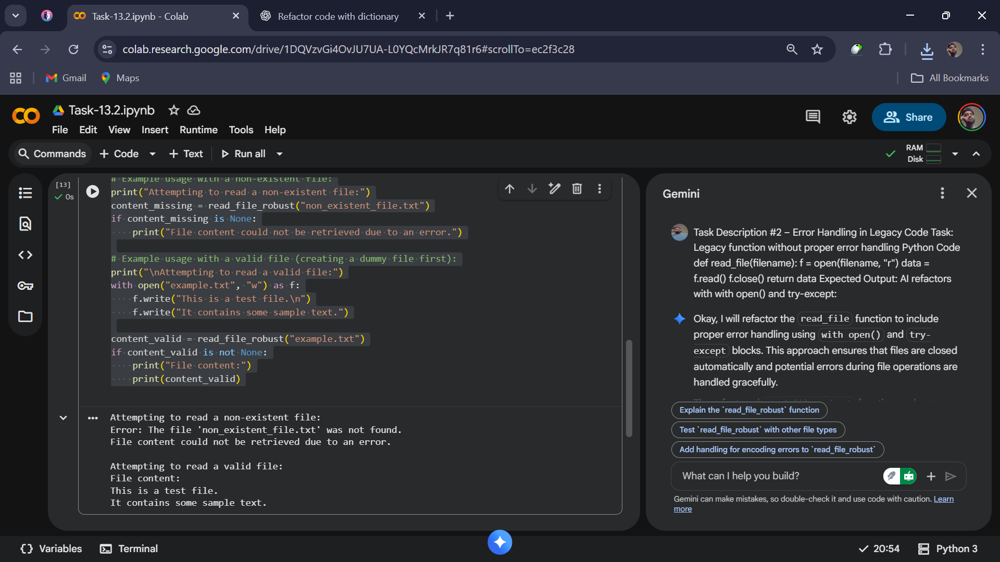 Task-13.2.ipynb - Colab
Refactor code with dictionary
colab.research.google.com/drive/1DQVzvGi4OvJU7UA-L0YQcMrkJR7q81r6#scrollTo=ec2f3c28
Gmail
Maps
All Bookmarks
Task-13.2.ipynb
File Edit View Insert Runtime Tools Help
Share
Commands
+ Code
+ Text
Run all
RAM
Disk
[13]
0s
# Example usage with a non-existent file:
print("Attempting to read a non-existent file:")
content_missing = read_file_robust("non_existent_file.txt")
if content_missing is None:
    print("File content could not be retrieved due to an error.")
# Example usage with a valid file (creating a dummy file first):
print("\nAttempting to read a valid file:")
with open("example.txt", "w") as f:
    f.write("This is a test file.\n")
    f.write("It contains some sample text.")
content_valid = read_file_robust("example.txt")
if content_valid is not None:
    print("File content:")
    print(content_valid)
Attempting to read a non-existent file:
Error: The file 'non_existent_file.txt' was not found.
File content could not be retrieved due to an error.
Attempting to read a valid file:
File content:
This is a test file.
It contains some sample text.
Gemini
Task Description #2 – Error Handling in Legacy Code Task:
Legacy function without proper error handling Python Code
def read_file(filename): f = open(filename, "r") data =
f.read() f.close() return data Expected Output: AI refactors
with with open() and try-except:
Okay, I will refactor the read_file function to include
proper error handling using with open() and try-
except blocks. This approach ensures that files are closed
automatically and potential errors during file operations are
handled gracefully.
Explain the `read_file_robust` function
Test `read_file_robust` with other file types
Add handling for encoding errors to `read_file_robust`
What can I help you build?
Gemini can make mistakes, so double-check it and use code with caution. Learn
more
Variables
Terminal
20:54
Python 3